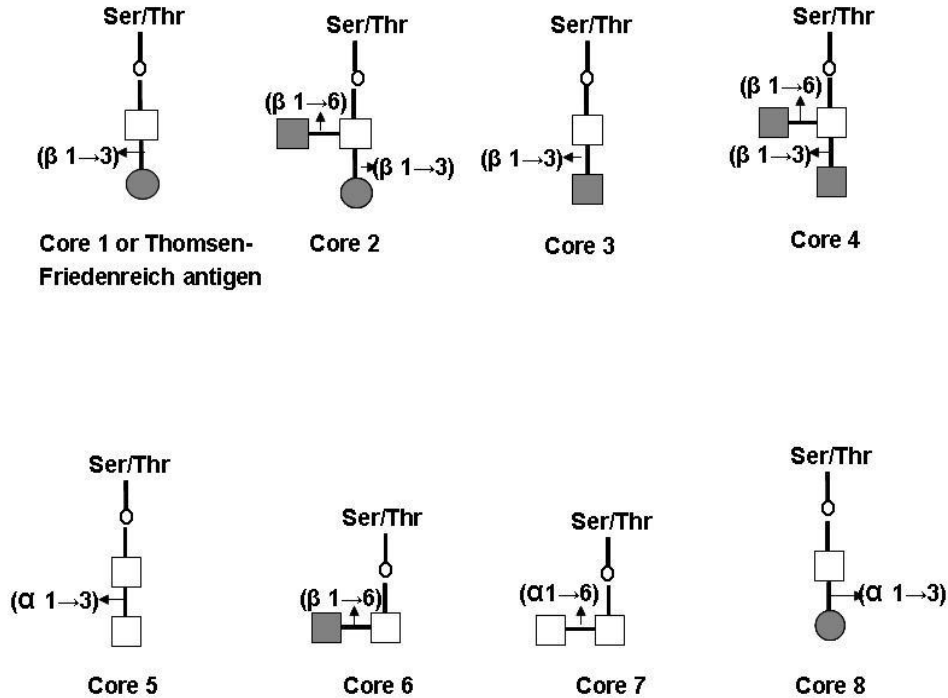 Ser/Thr
Ser/Thr
Ser/Thr
Ser/Thr
(β 1→3)
Core 1 or Thomsen-
Friedenreich antigen
(β 1→6)
(β 1→3)
Core 2
(β 1→3)
Core 3
(β 1→6)
(β 1→3)
Core 4
Ser/Thr
(α 1→3)
Core 5
Ser/Thr
(β 1→6)
Core 6
Ser/Thr
(α1→6)
Core 7
Ser/Thr
(α 1→3)
Core 8